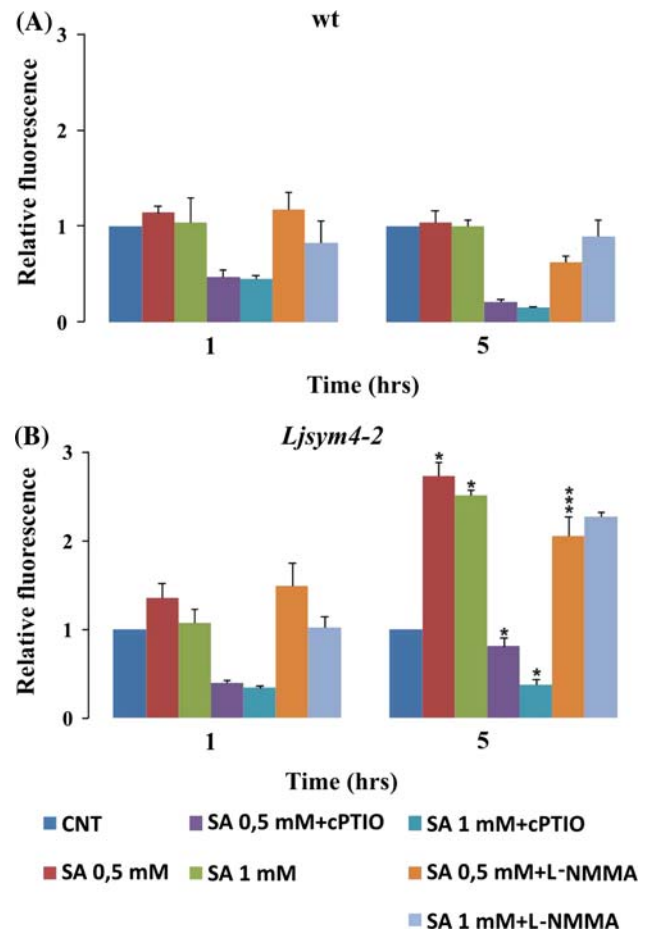 (A)
wt
3
2
1
0
Relative fluorescence
1
5
Time (hrs)
(B)
Ljsym4-2
3
2
1
0
Relative fluorescence
*
*
*
*
***
1
5
Time (hrs)
CNT
SA 0,5 mM+cPTIO
SA 1 mM+cPTIO
SA 0,5 mM
SA 1 mM
SA 0,5 mM+L-NMMA
SA 1 mM+L-NMMA